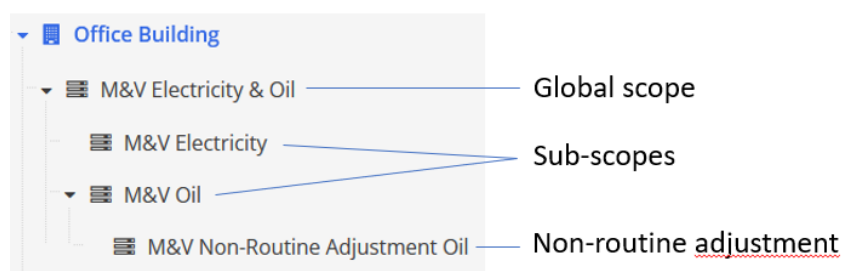 Office Building
M&V Electricity & Oil
Global scope
M&V Electricity
Sub-scopes
M&V Oil
M&V Non-Routine Adjustment Oil
Non-routine adjustment